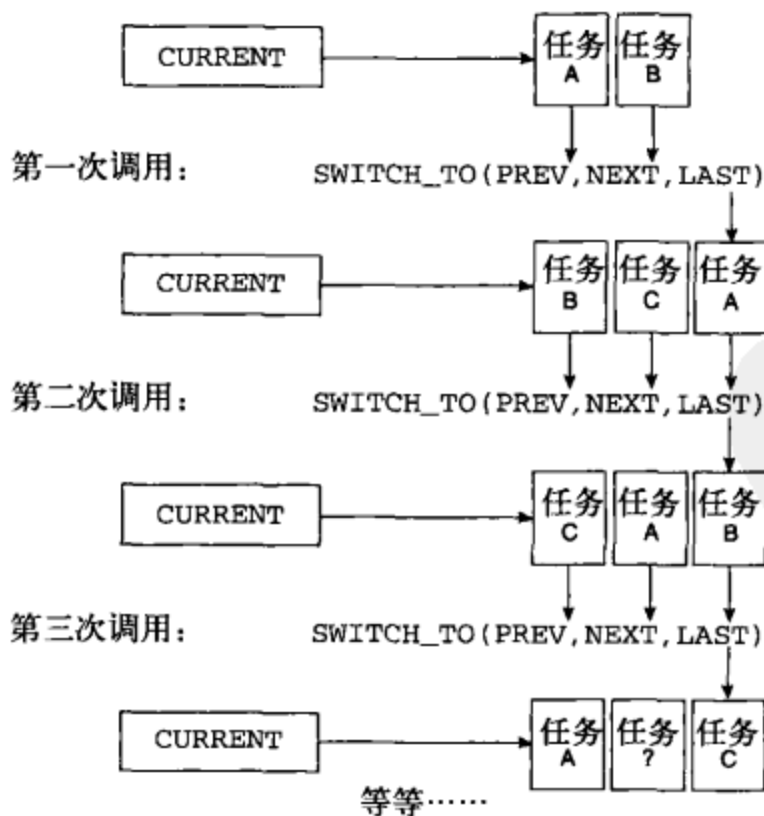 CURRENT
任务 A
任务 B
第一次调用: SWITCH_TO(PREV,NEXT,LAST)
CURRENT
任务 B
任务 C
任务 A
第二次调用: SWITCH_TO(PREV,NEXT,LAST)
CURRENT
任务 C
任务 A
任务 B
第三次调用: SWITCH_TO(PREV,NEXT,LAST)
CURRENT
任务 A
任务 ?
任务 C
等等……